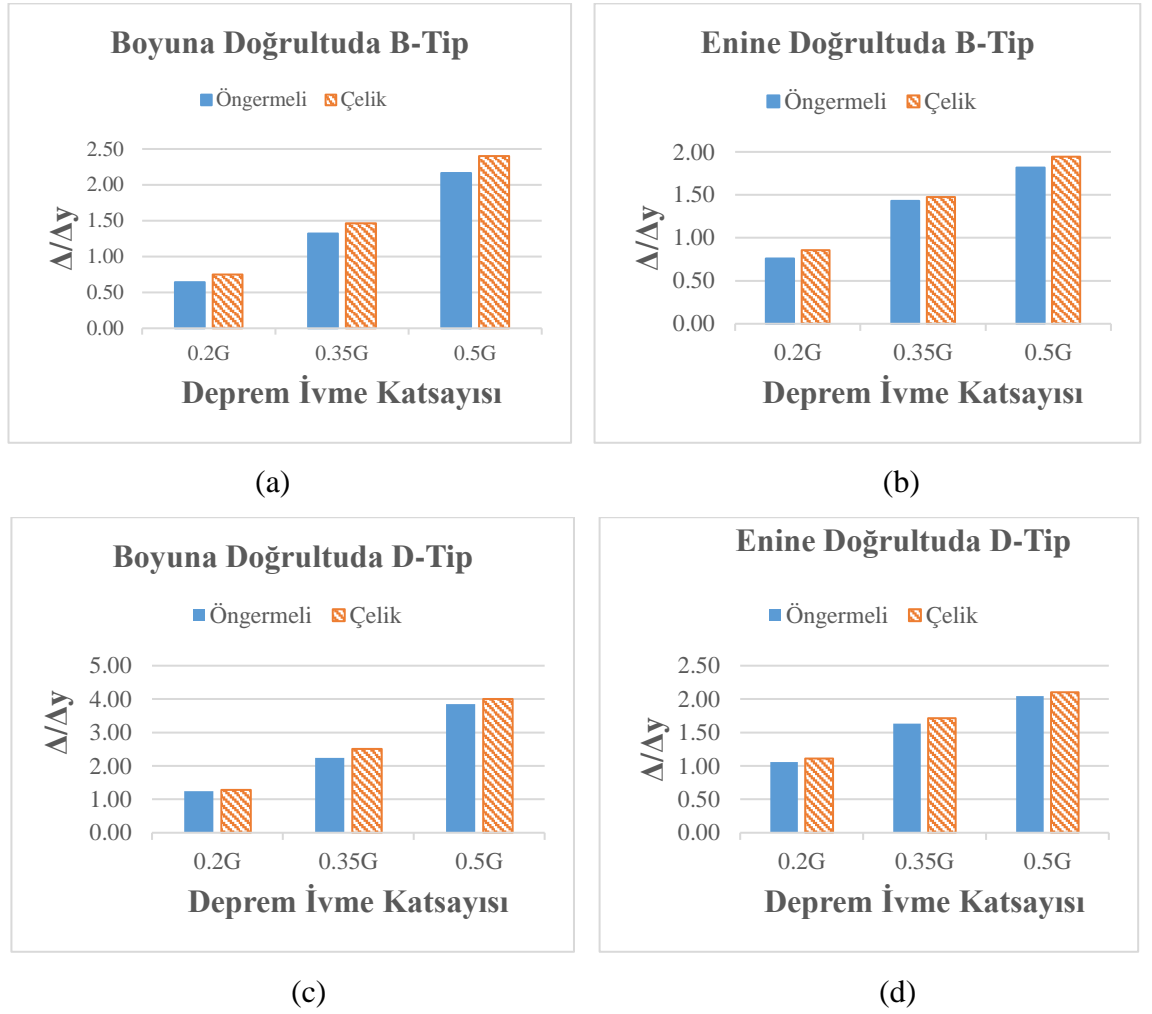 Boyuna Doğrultuda B-Tip
Öngermeli Çelik
2.50
2.00
1.50
1.00
0.50
0.00
Δ/Δy
0.2G 0.35G 0.5G
Deprem İvme Katsayısı
(a)
Enine Doğrultuda B-Tip
Öngermeli Çelik
2.00
1.50
1.00
0.50
0.00
Δ/Δy
0.2G 0.35G 0.5G
Deprem İvme Katsayısı
(b)
Boyuna Doğrultuda D-Tip
Öngermeli Çelik
5.00
4.00
3.00
2.00
1.00
0.00
Δ/Δy
0.2G 0.35G 0.5G
Deprem İvme Katsayısı
(c)
Enine Doğrultuda D-Tip
Öngermeli Çelik
2.50
2.00
1.50
1.00
0.50
0.00
Δ/Δy
0.2G 0.35G 0.5G
Deprem İvme Katsayısı
(d)